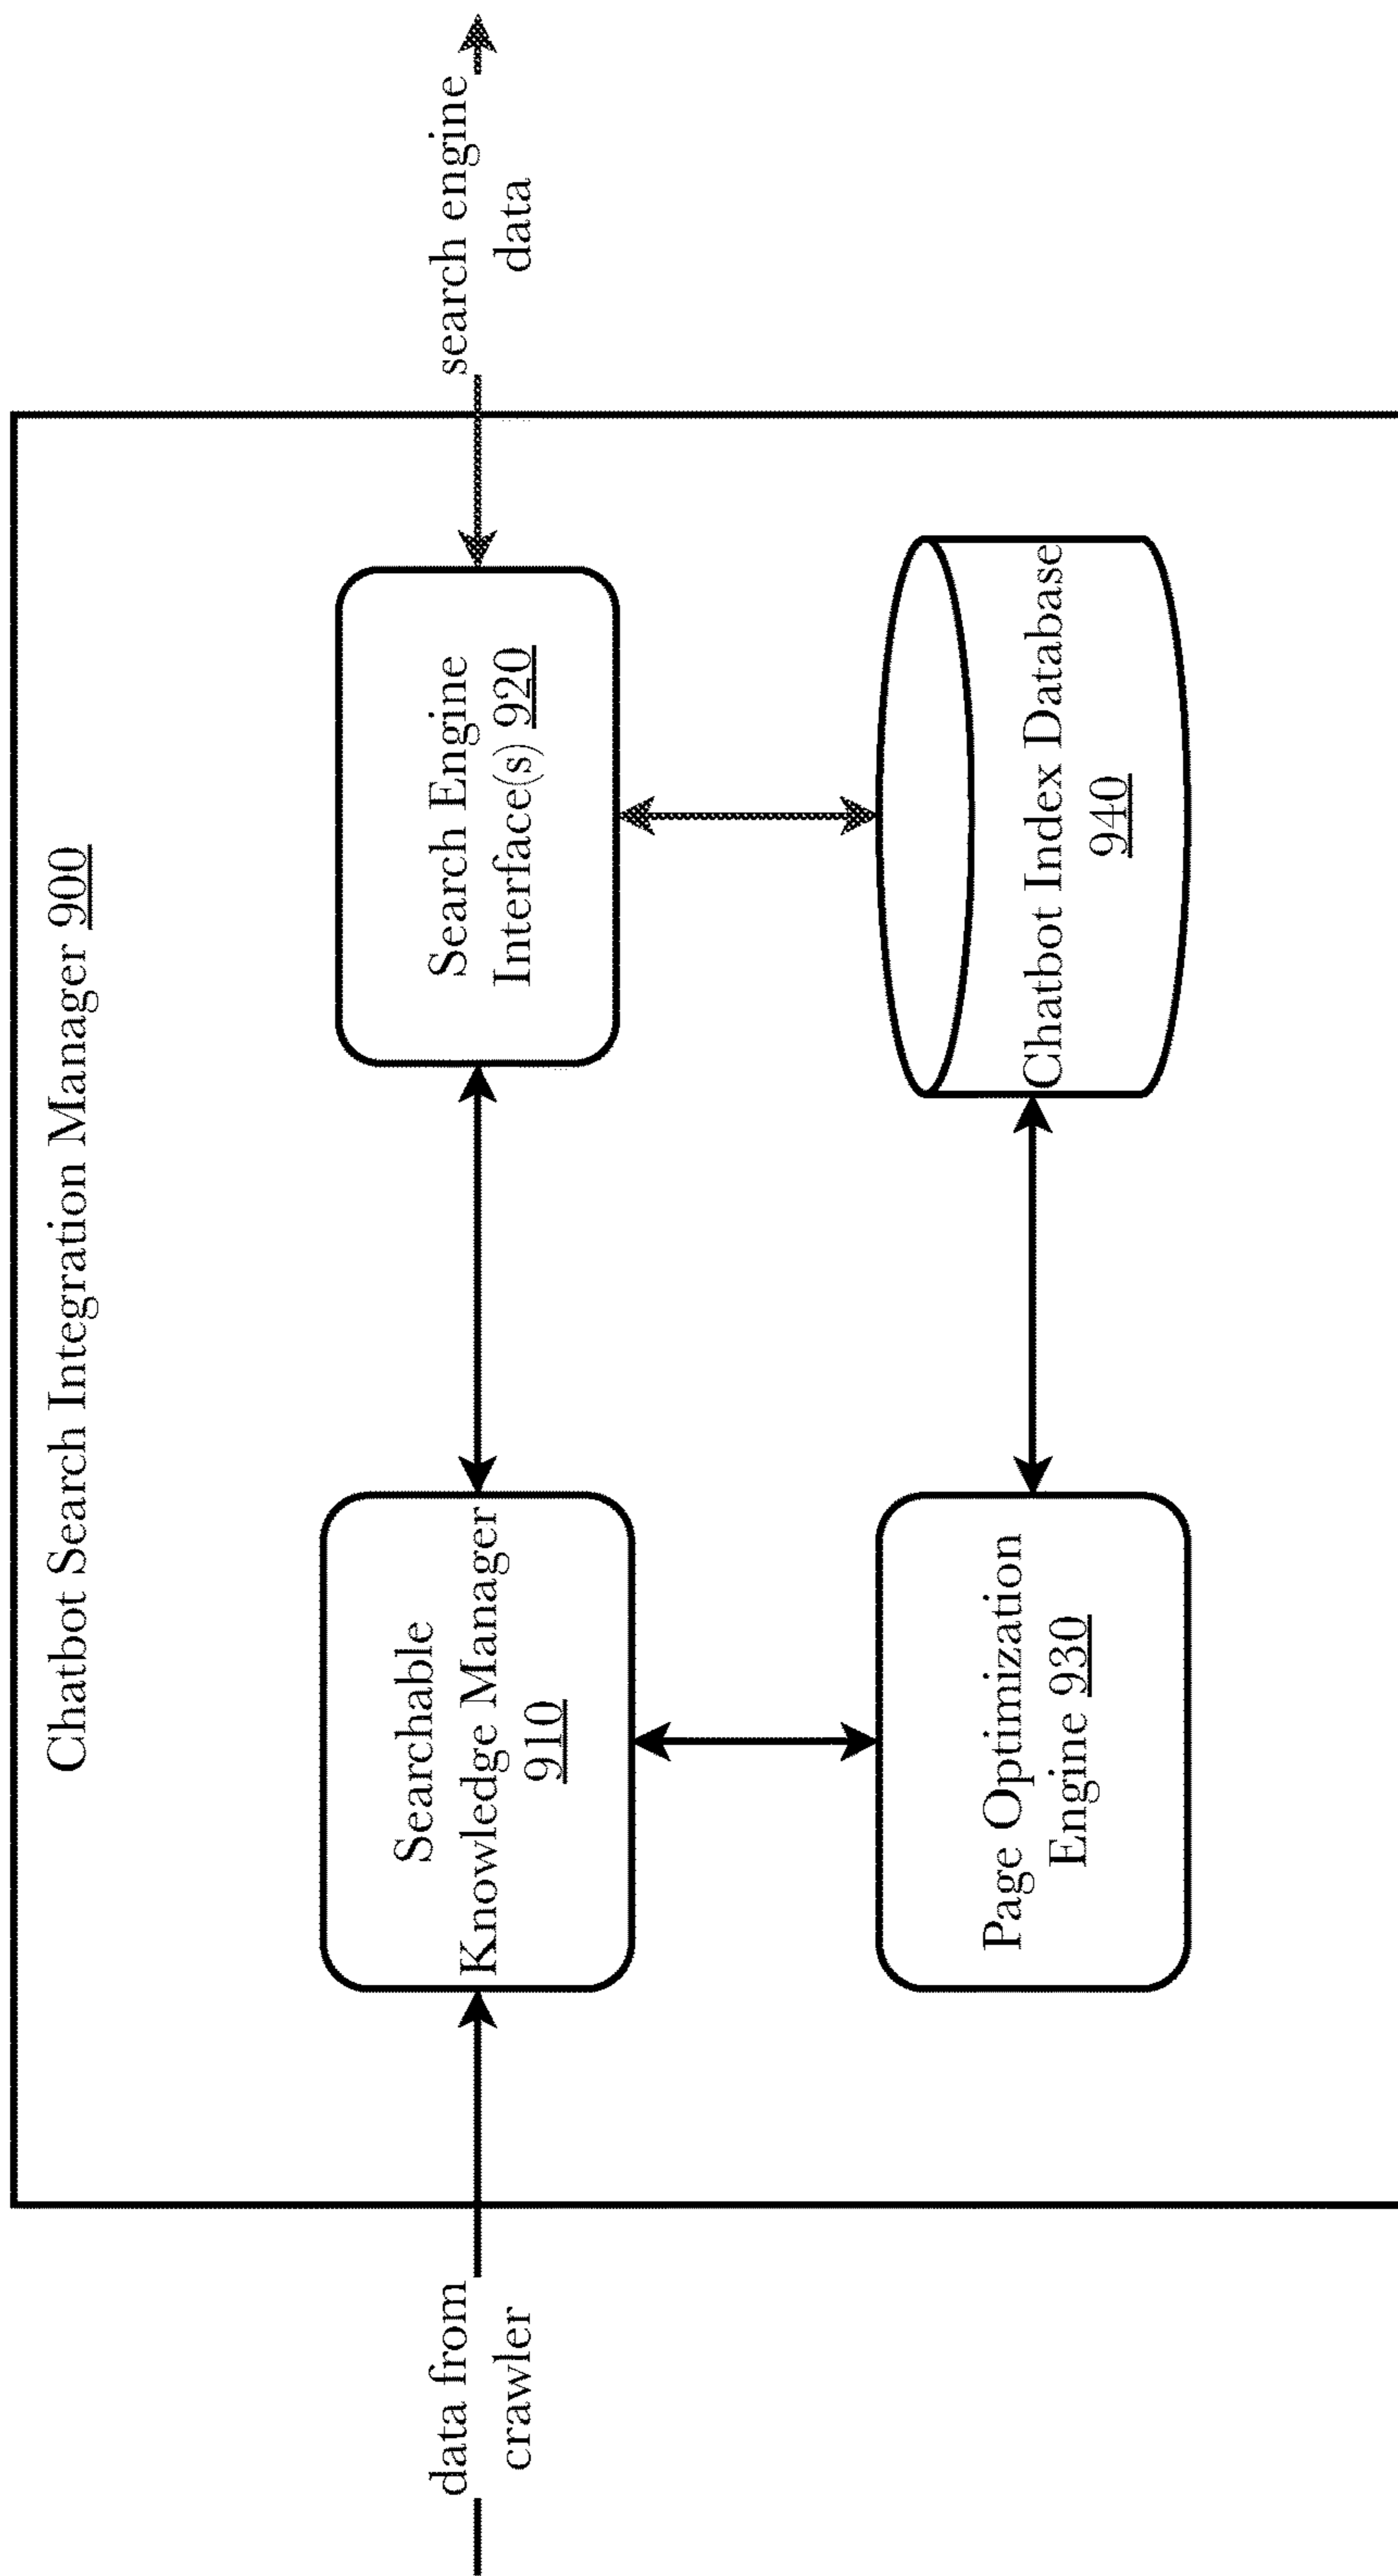 Chatbot Search Integration Manager 900
data from
crawler
Searchable
Knowledge Manager
910
Search Engine
Interface(s) 920
search engine
data
Page Optimization
Engine 930
Chatbot Index Database
940